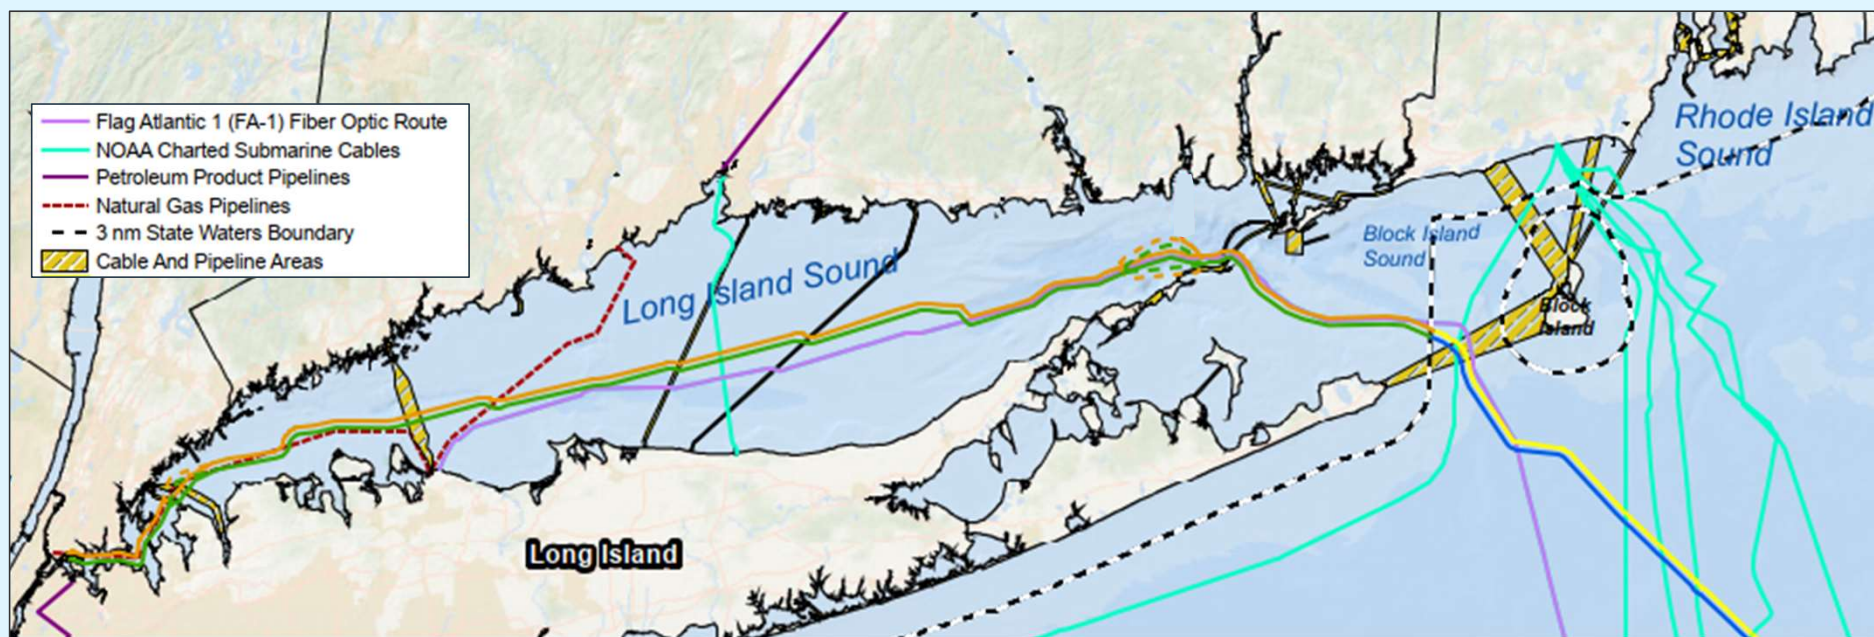 Flag Atlantic 1 (FA-1) Fiber Optic Route
NOAA Charted Submarine Cables
Petroleum Product Pipelines
Natural Gas Pipelines
3 nm State Waters Boundary
Cable And Pipeline Areas
Rhode Island
Sound
Block Island
Sound
Long Island Sound
Block
Island
Long Island